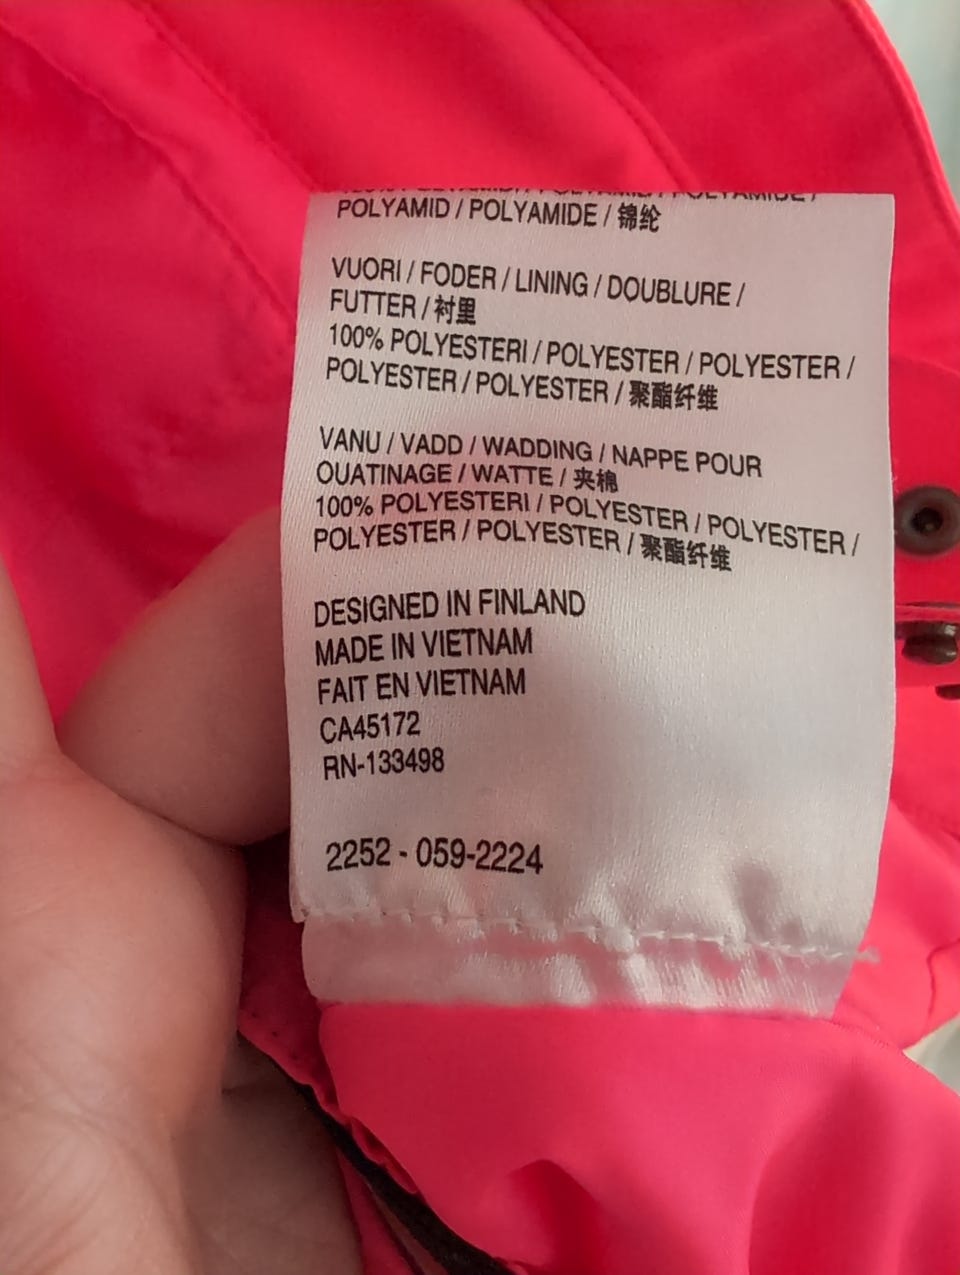 POLYAMID / POLYAMIDE / 锦纶
VUORI / FODER / LINING / DOUBLURE /
FUTTER / 衬里
100% POLYESTERI / POLYESTER / POLYESTER /
POLYESTER / POLYESTER / 聚酯纤维
VANU / VADD / WADDING / NAPPE POUR
OUATINAGE / WATTE / 夹棉
100% POLYESTERI / POLYESTER / POLYESTER /
POLYESTER / POLYESTER / 聚酯纤维
DESIGNED IN FINLAND
MADE IN VIETNAM
FAIT EN VIETNAM
CA45172
RN-133498
2252 - 059-2224